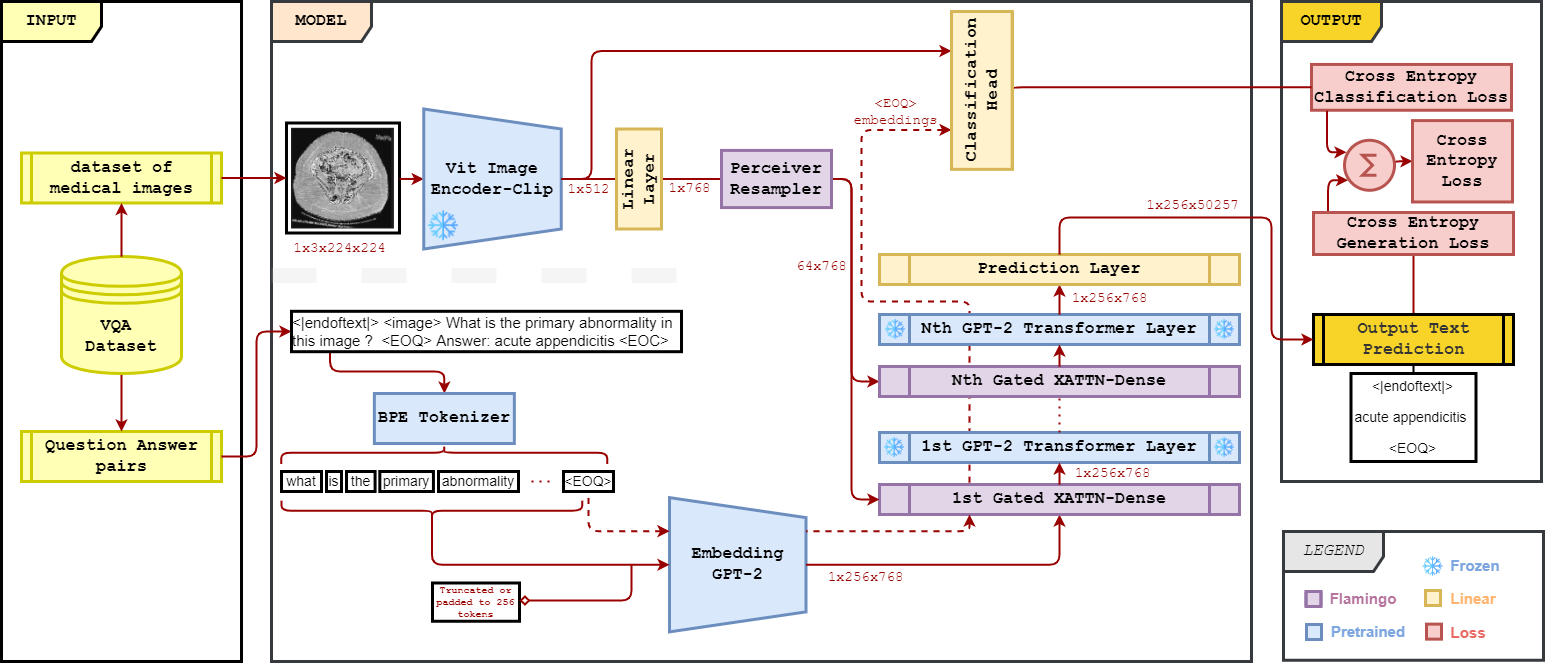 INPUT
dataset of
medical images
VQA
Dataset
Question Answer
pairs
MODEL
1x3x224x224
Vit Image
Encoder-Clip
1x512
Linear
Layer
1x768
Perceiver
Resampler
64x768
<EOQ>
embeddings
Classification
Head
<|endoftext|> <image> What is the primary abnormality in
this image ? <EOQ> Answer: acute appendicitis <EOC>
BPE Tokenizer
what is the primary abnormality ... <EOQ>
Truncated or
padded to 256
tokens
Embedding
GPT-2
1x256x768
1x256x50257
Prediction Layer
1x256x768
Nth GPT-2 Transformer Layer
Nth Gated XATTN-Dense
1st GPT-2 Transformer Layer
1x256x768
1st Gated XATTN-Dense
OUTPUT
Cross Entropy
Classification Loss
Σ
Cross
Entropy
Loss
Cross Entropy
Generation Loss
Output Text
Prediction
<|endoftext|>
acute appendicitis
<EOQ>
LEGEND
Frozen
Flamingo
Linear
Pretrained
Loss